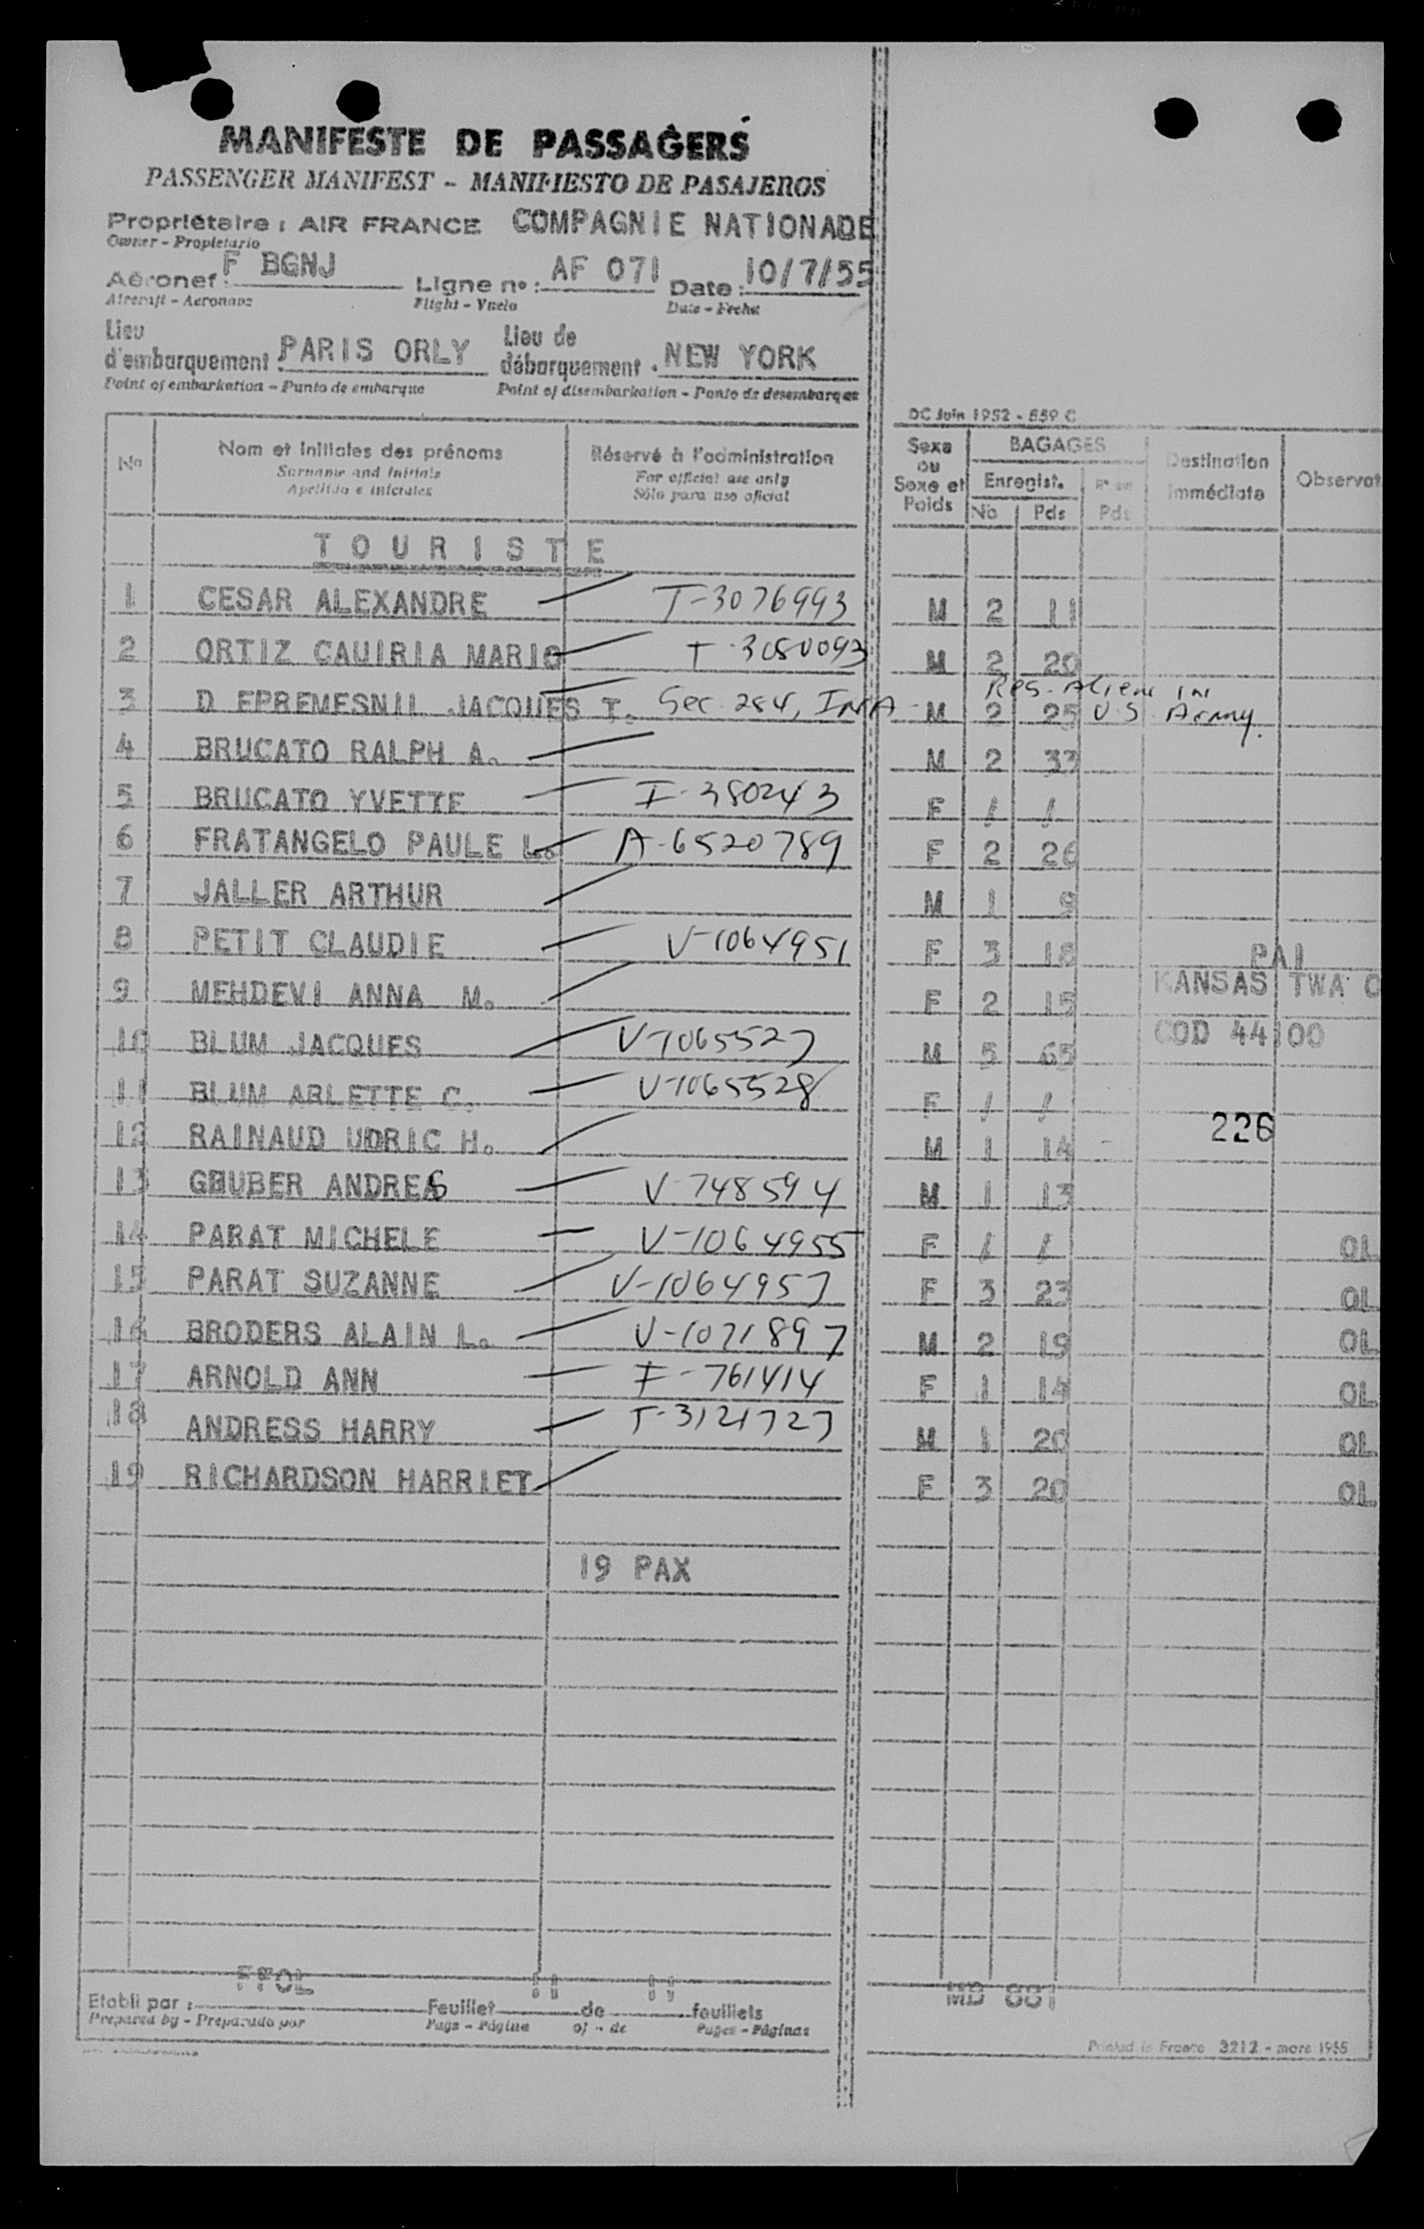 MANIFESTE DE PASSAGERS
PASSENGER MANIFEST - MANIFIESTO DE PASAJEROS
Propriétaire : AIR FRANCE COMPAGNIE NATIONADE
Owner - Propietario
Aéronef : F BGNJ Ligne nº : AF 071 Date : 10/7/55
Aircraft - Aeronave Flight - Vuelo Date - Fecha
Lieu d'embarquement : PARIS ORLY Lieu de débarquement : NEW YORK
Point of embarkation - Punto de embarque Point of disembarkation - Punto de desembarque
DC Juin 1952 - 559 C
Nº Nom et initiales des prénoms Réservé à l'administration Sexe ou Sexe et Poids BAGAGES Destination immédiate Observat
Surname and initials For official use only Enregist.
Apellido e iniciales Sólo para uso oficial No Pds Pds
TOURISTE
1 CESAR ALEXANDRE T-3076993 M 2 11
2 ORTIZ CAUIRIA MARIO T-3080093 M 2 20
3 D EPREMESNIL JACQUES T. Sec. 284, INA - M 2 25 Res. Alien in U S Army.
4 BRUCATO RALPH A. M 2 33
5 BRUCATO YVETTE I-380243 F / /
6 FRATANGELO PAULE L. A-6520789 F 2 26
7 JALLER ARTHUR M 1 9
8 PETIT CLAUDIE V-1064951 F 3 18 PAI
9 MEHDEVI ANNA M. F 2 15 KANSAS TWA C
10 BLUM JACQUES V-1065527 M 5 65 COD 44100
11 BLUM ARLETTE C. V-1065528 F / /
12 RAINAUD UDRIC H. M 1 14 - 226
13 GHUBER ANDREAS V-748594 M 1 13
14 PARAT MICHELE V-1064955 F / / OL
15 PARAT SUZANNE V-1064957 F 3 23 OL
16 BRODERS ALAIN L. V-1071897 M 2 19 OL
17 ARNOLD ANN I-761414 F 1 14 OL
18 ANDRESS HARRY T-3121727 M 1 20 OL
19 RICHARDSON HARRIET F 3 20 OL
19 PAX
Etabli par : FFOL Feuillet de feuillets MD 881
Prepared by - Preparado por Page - Página of - de Pages - Páginas
Printed in France 3212 - mars 1955